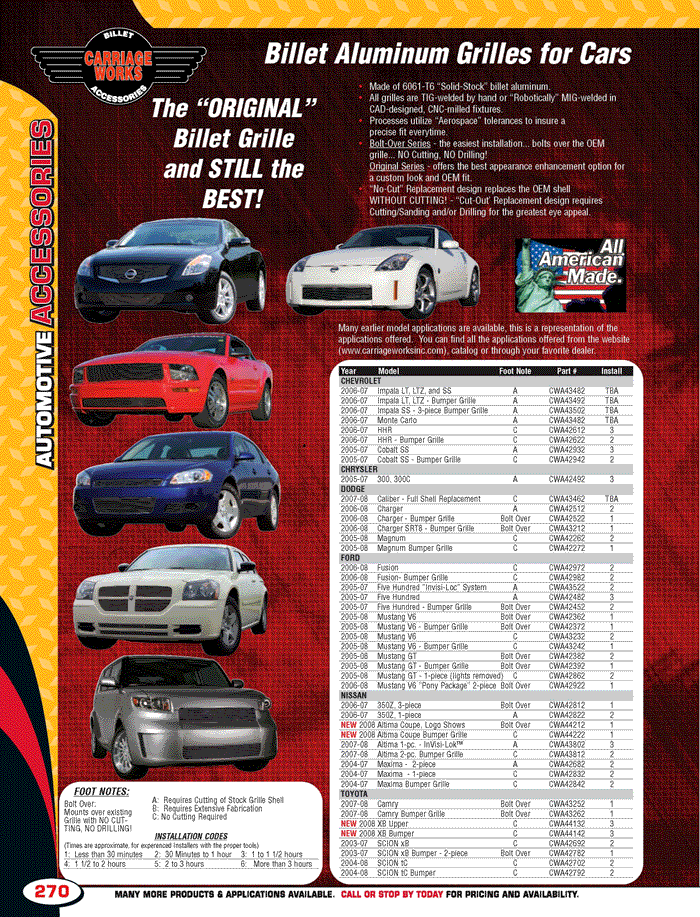 BILLET
CARRIAGE
WORKS
ACCESSORIES
Billet Aluminum Grilles for Cars
The “ORIGINAL”
Billet Grille
and STILL the
BEST!
• Made of 6061-T6 “Solid-Stock” billet aluminum.
• All grilles are TIG-welded by hand or “Robotically” MIG-welded in
CAD-designed, CNC-milled fixtures.
• Processes utilize “Aerospace” tolerances to insure a
precise fit everytime.
• Bolt-Over Series - the easiest installation... bolts over the OEM
grille... NO Cutting, NO Drilling!
Original Series - offers the best appearance enhancement option for
a custom look and OEM fit.
• “No-Cut” Replacement design replaces the OEM shell
WITHOUT CUTTING! - “Cut-Out’ Replacement design requires
Cutting/Sanding and/or Drilling for the greatest eye appeal.
AUTOMOTIVE ACCESSORIES
All
American
Made.
Many earlier model applications are available, this is a representation of the
applications offered. You can find all the applications offered from the website
(www.carriageworksinc.com), catalog or through your favorite dealer.
Year Model Foot Note Part # Install
CHEVROLET
2006-07 Impala LT, LTZ, and SS A CWA43482 TBA
2006-07 Impala LT, LTZ - Bumper Grille A CWA43492 TBA
2006-07 Impala SS - 3-piece Bumper Grille A CWA43502 TBA
2006-07 Monte Carlo A CWA43482 TBA
2006-07 HHR C CWA42612 3
2006-07 HHR - Bumper Grille C CWA42622 2
2005-07 Cobalt SS A CWA42932 3
2005-07 Cobalt SS - Bumper Grille C CWA42942 2
CHRYSLER
2005-07 300, 300C A CWA42492 3
DODGE
2007-08 Caliber - Full Shell Replacement C CWA43462 TBA
2006-08 Charger A CWA42512 2
2006-08 Charger - Bumper Grille Bolt Over CWA42522 1
2006-08 Charger SRT8 - Bumper Grille Bolt Over CWA43212 1
2005-08 Magnum C CWA42262 2
2005-08 Magnum Bumper Grille C CWA42272 1
FORD
2006-08 Fusion C CWA42972 2
2006-08 Fusion- Bumper Grille C CWA42982 2
2005-07 Five Hundred “Invisi-Loc” System A CWA43522 2
2005-07 Five Hundred A CWA42482 3
2005-07 Five Hundred - Bumper Grille Bolt Over CWA42452 2
2005-08 Mustang V6 Bolt Over CWA42362 1
2005-08 Mustang V6 - Bumper Grille Bolt Over CWA42372 1
2005-08 Mustang V6 C CWA43232 2
2005-08 Mustang V6 - Bumper Grille C CWA43242 1
2005-08 Mustang GT Bolt Over CWA42382 2
2005-08 Mustang GT - Bumper Grille Bolt Over CWA42392 1
2005-08 Mustang GT - 1-piece (lights removed) C CWA42862 2
2006-08 Mustang V6 “Pony Package” 2-piece Bolt Over CWA42922 1
NISSAN
2006-07 350Z, 3-piece Bolt Over CWA42812 1
2006-07 350Z, 1-piece A CWA42822 2
NEW 2008 Altima Coupe, Logo Shows Bolt Over CWA44212 1
NEW 2008 Altima Coupe Bumper Grille C CWA44222 1
2007-08 Altima 1-pc. - InViSi-Lok™ A CWA43802 3
2007-08 Altima 2-pc. Bumper Grille C CWA43812 2
2004-07 Maxima - 2-piece A CWA42682 2
2004-07 Maxima - 1-piece C CWA42832 2
2004-07 Maxima Bumper Grille C CWA42842 2
TOYOTA
2007-08 Camry Bolt Over CWA43252 1
2007-08 Camry Bumper Grille Bolt Over CWA43262 1
NEW 2008 XB Upper C CWA44132 3
NEW 2008 XB Bumper C CWA44142 3
2003-07 SCION xB C CWA42692 2
2003-07 SCION xB Bumper - 2-piece Bolt Over CWA42782 1
2004-08 SCION tC C CWA42702 2
2004-08 SCION tC Bumper C CWA42792 2
FOOT NOTES:
Bolt Over:
Mounts over existing
Grille with NO CUT-
TING, NO DRILLING!
A: Requires Cutting of Stock Grille Shell
B: Requires Extensive Fabrication
C: No Cutting Required
INSTALLATION CODES
(Times are approximate, for experienced Installers with the proper tools)
1: Less than 30 minutes 2: 30 Minutes to 1 hour 3: 1 to 1 1/2 hours
4: 1 1/2 to 2 hours 5: 2 to 3 hours 6: More than 3 hours
270
MANY MORE PRODUCTS & APPLICATIONS AVAILABLE. CALL OR STOP BY TODAY FOR PRICING AND AVAILABILITY.